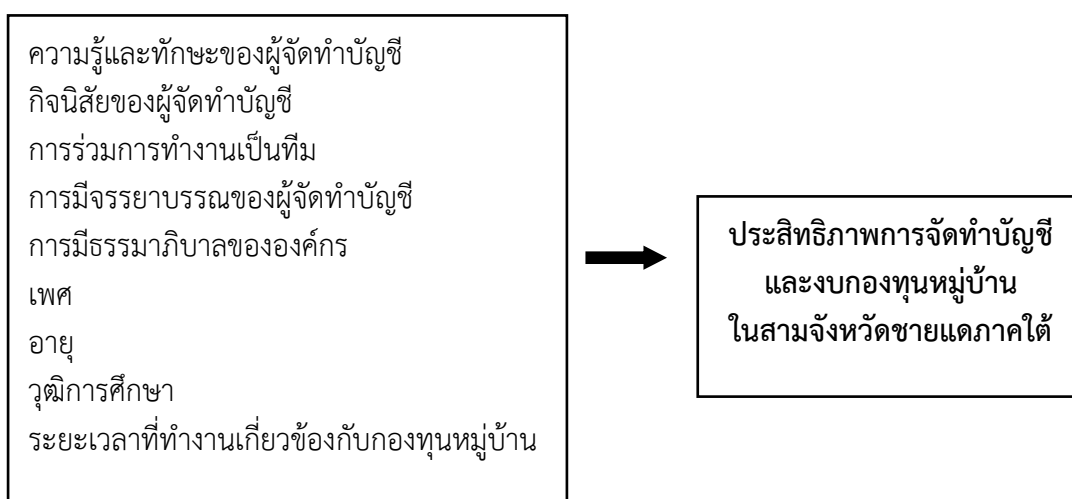 ความรู้และทักษะของผู้จัดทำบัญชี
กิจนิสัยของผู้จัดทำบัญชี
การร่วมการทำงานเป็นทีม
การมีจรรยาบรรณของผู้จัดทำบัญชี
การมีธรรมาภิบาลขององค์กร
เพศ
อายุ
วุฒิการศึกษา
ระยะเวลาที่ทำงานเกี่ยวข้องกับกองทุนหมู่บ้าน
ประสิทธิภาพการจัดทำบัญชี
และงบกองทุนหมู่บ้าน
ในสามจังหวัดชายแดภาคใต้